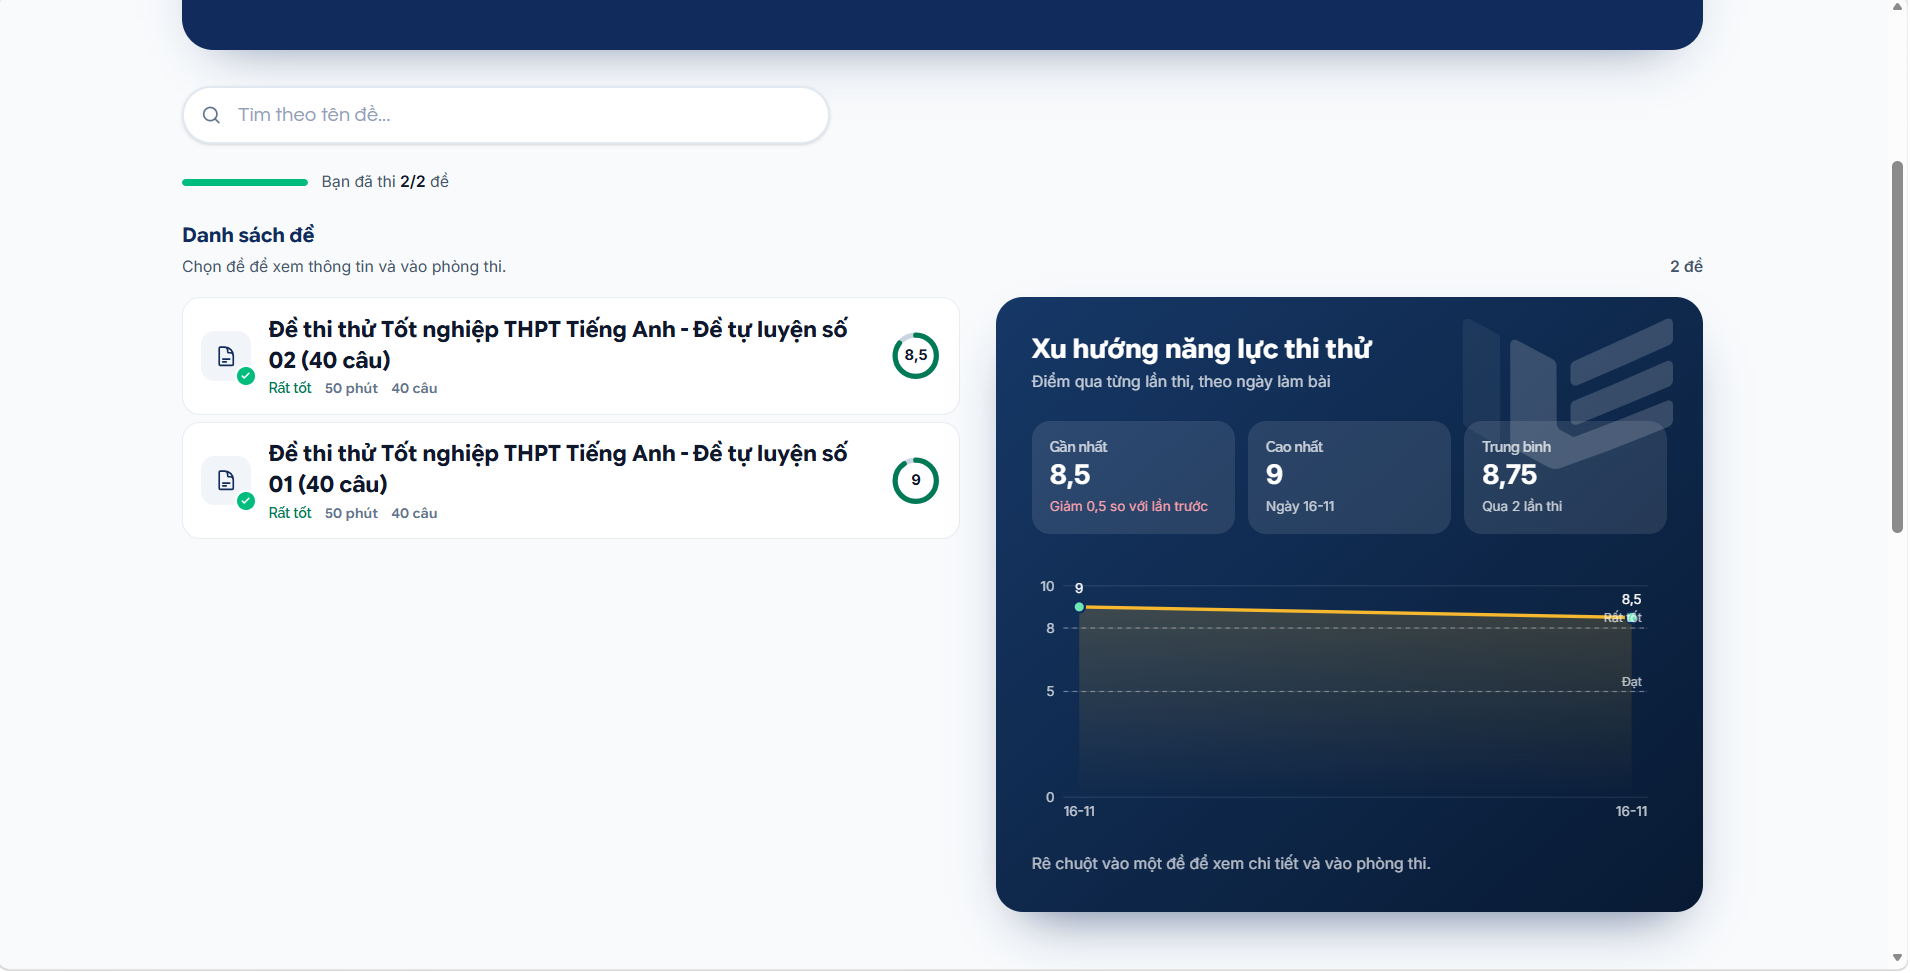 Tìm theo tên đề...
Bạn đã thi 2/2 đề
Danh sách đề
Chọn đề để xem thông tin và vào phòng thi.
2 đề
Đề thi thử Tốt nghiệp THPT Tiếng Anh - Đề tự luyện số
02 (40 câu)
Rất tốt 50 phút 40 câu
8,5
Đề thi thử Tốt nghiệp THPT Tiếng Anh - Đề tự luyện số
01 (40 câu)
Rất tốt 50 phút 40 câu
9
Xu hướng năng lực thi thử
Điểm qua từng lần thi, theo ngày làm bài
Gần nhất
8,5
Giảm 0,5 so với lần trước
Cao nhất
9
Ngày 16-11
Trung bình
8,75
Qua 2 lần thi
10
9
8,5
Rất tốt
8
Đạt
5
0
16-11
16-11
Rê chuột vào một đề để xem chi tiết và vào phòng thi.